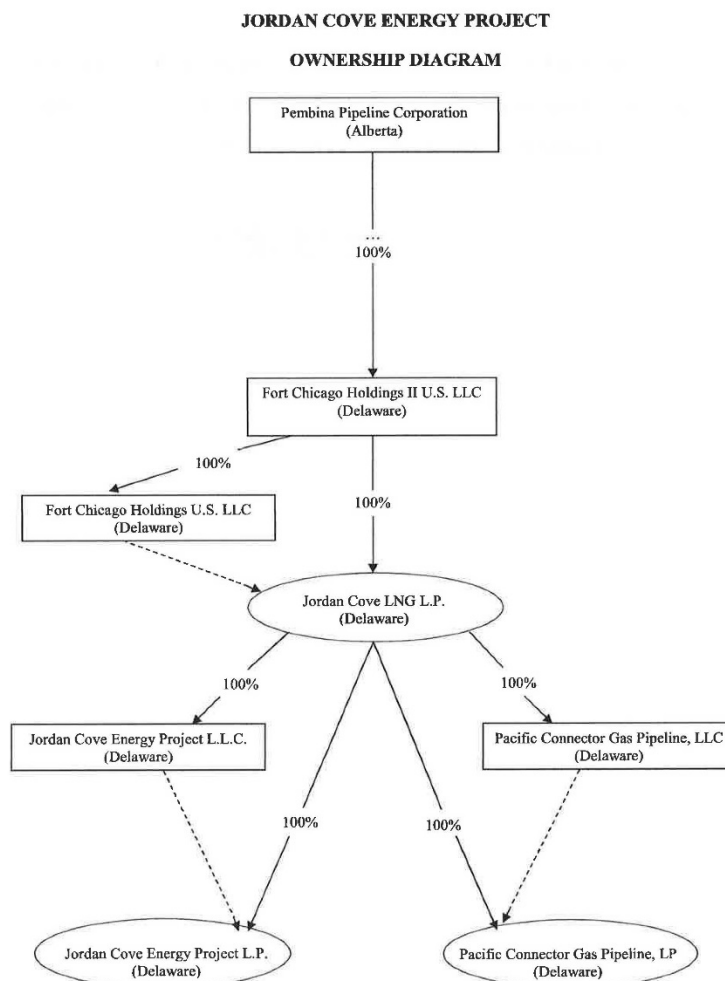 JORDAN COVE ENERGY PROJECT
OWNERSHIP DIAGRAM
Pembina Pipeline Corporation
(Alberta)
...
100%
Fort Chicago Holdings II U.S. LLC
(Delaware)
100%
100%
Fort Chicago Holdings U.S. LLC
(Delaware)
Jordan Cove LNG L.P.
(Delaware)
100%
100%
Jordan Cove Energy Project L.L.C.
(Delaware)
Pacific Connector Gas Pipeline, LLC
(Delaware)
100%
100%
Jordan Cove Energy Project L.P.
(Delaware)
Pacific Connector Gas Pipeline, LP
(Delaware)